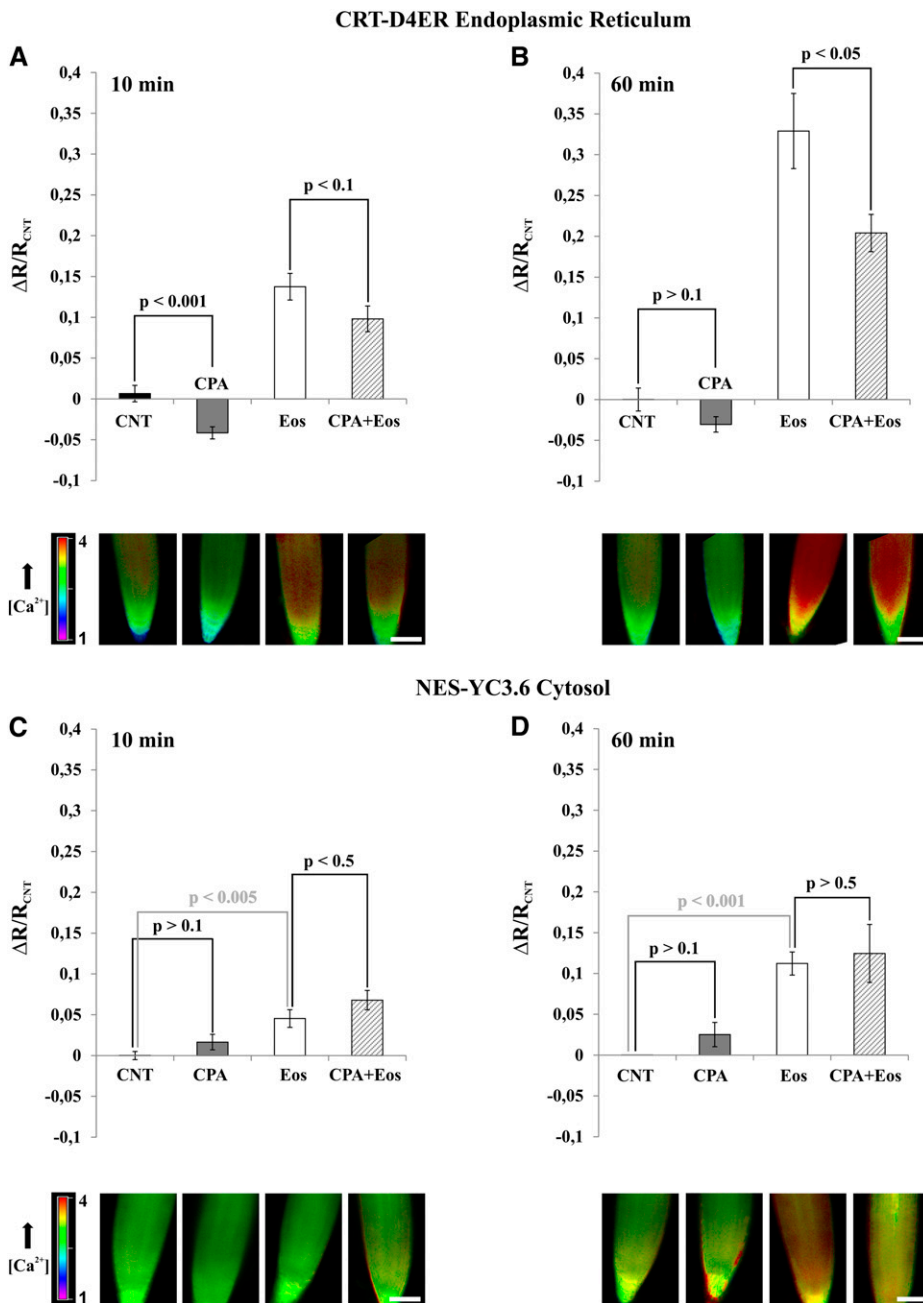 CRT-D4ER Endoplasmic Reticulum
A
10 min
0,4
0,35
0,3
0,25
0,2
0,15
0,1
0,05
0
-0,05
-0,1
ΔR/R_CNT
p < 0.001
p < 0.1
CNT
CPA
Eos
CPA+Eos
B
60 min
0,4
0,35
0,3
0,25
0,2
0,15
0,1
0,05
0
-0,05
-0,1
ΔR/R_CNT
p > 0.1
p < 0.05
CNT
CPA
Eos
CPA+Eos
[Ca²⁺]
4
1
NES-YC3.6 Cytosol
C
10 min
0,4
0,35
0,3
0,25
0,2
0,15
0,1
0,05
0
-0,05
-0,1
ΔR/R_CNT
p < 0.005
p > 0.1
p < 0.5
CNT
CPA
Eos
CPA+Eos
D
60 min
0,4
0,35
0,3
0,25
0,2
0,15
0,1
0,05
0
-0,05
-0,1
ΔR/R_CNT
p < 0.001
p > 0.1
p > 0.5
CNT
CPA
Eos
CPA+Eos
[Ca²⁺]
4
1